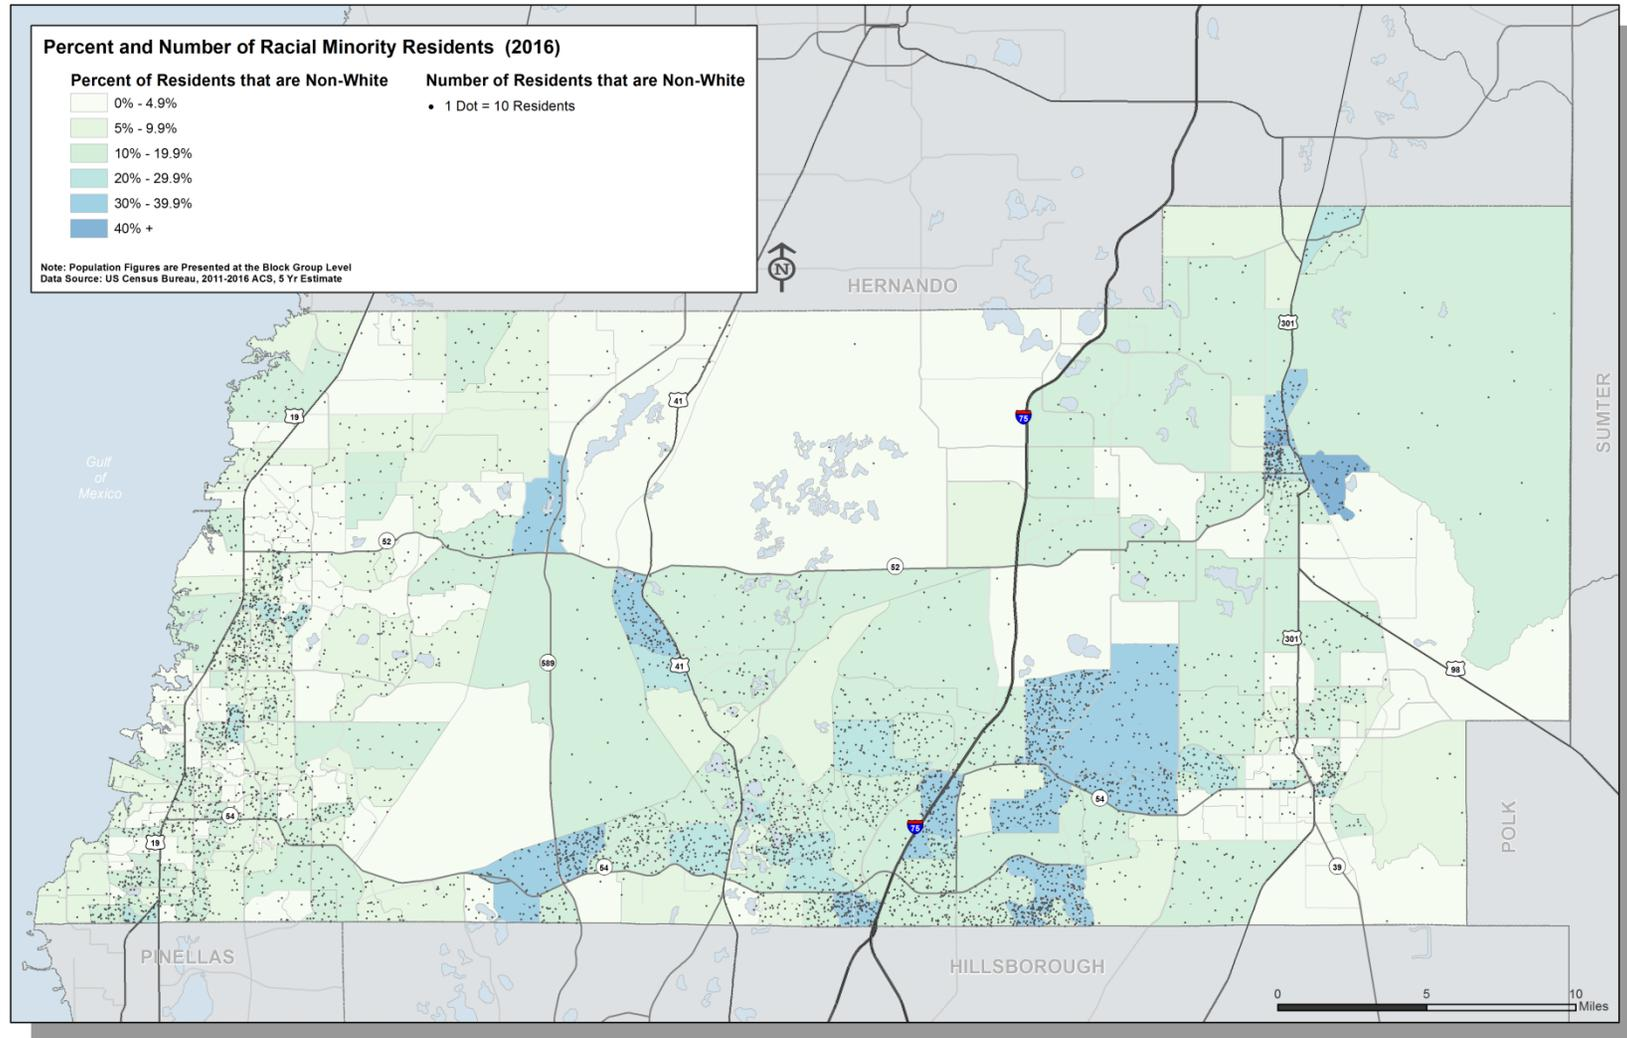 Percent and Number of Racial Minority Residents (2016)
Percent of Residents that are Non-White
0% - 4.9%
5% - 9.9%
10% - 19.9%
20% - 29.9%
30% - 39.9%
40% +
Number of Residents that are Non-White
1 Dot = 10 Residents
Note: Population Figures are Presented at the Block Group Level
Data Source: US Census Bureau, 2011-2016 ACS, 5 Yr Estimate
N
HERNANDO
301
SUMTER
41
19
75
Gulf
of
Mexico
52
52
589
41
301
98
54
54
75
POLK
19
54
39
PINELLAS
HILLSBOROUGH
0 5 10
Miles